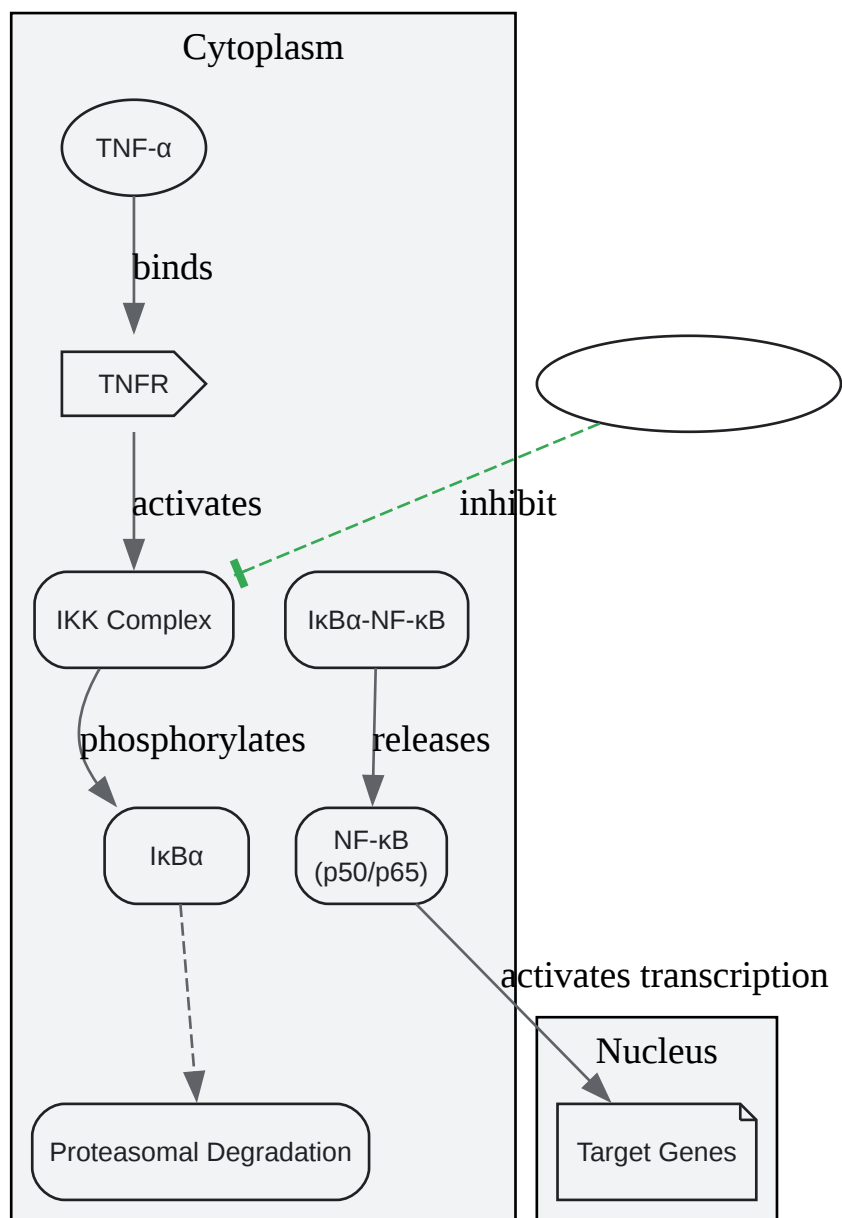 Cytoplasm
TNF-α
binds
TNFR
activates
inhibit
IKK Complex
IκBα-NF-κB
phosphorylates
releases
IκBα
NF-κB
(p50/p65)
activates transcription
Nucleus
Proteasomal Degradation
Target Genes